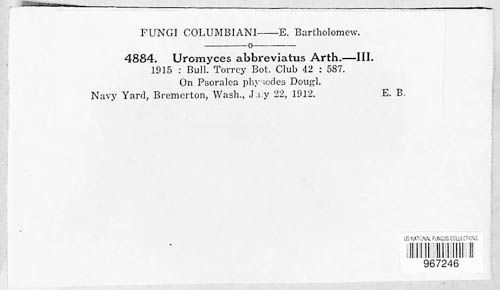 FUNGI COLUMBIANI——E. Bartholomew.
o
4884. Uromyces abbreviatus Arth.—III.
1915 : Bull. Torrey Bot. Club 42 : 587.
On Psoralea physodes Dougl.
Navy Yard, Bremerton, Wash., July 22, 1912. E. B.
US NATIONAL FUNGUS COLLECTIONS
967246